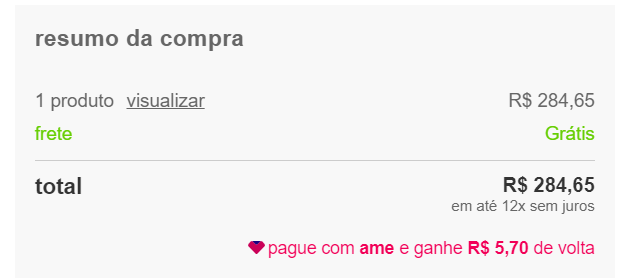 resumo da compra
1 produto visualizar R$ 284,65
frete Grátis
total R$ 284,65
em até 12x sem juros
pague com ame e ganhe R$ 5,70 de volta